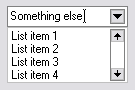 Something else
List item 1
List item 2
List item 3
List item 4